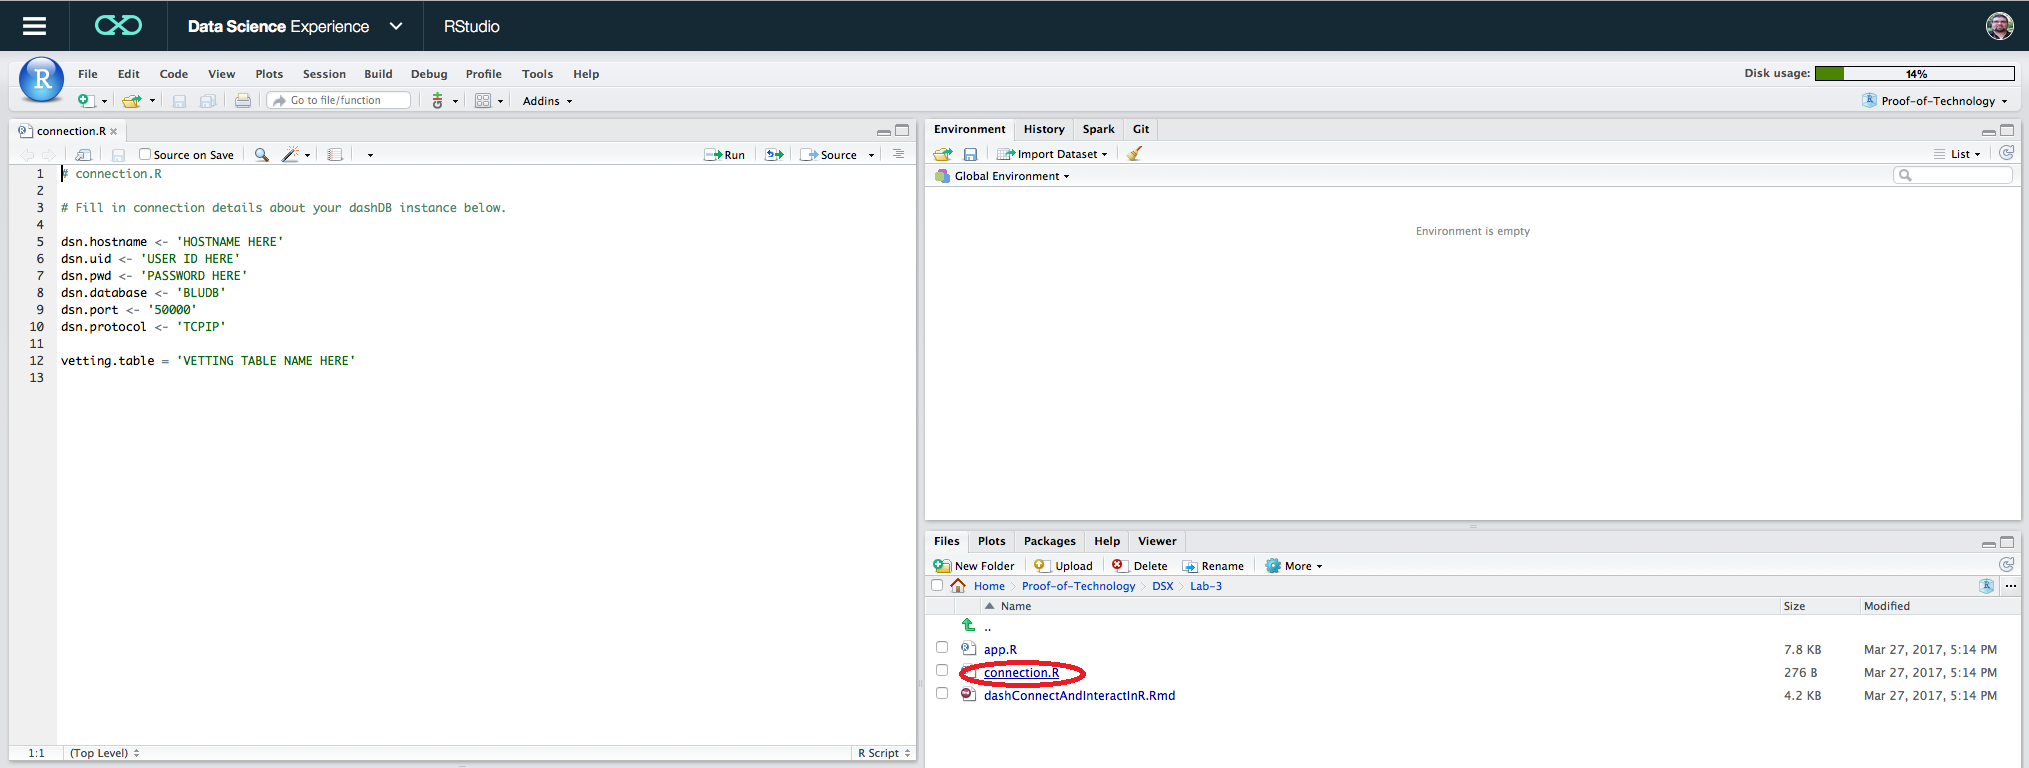 Data Science Experience RStudio
File Edit Code View Plots Session Build Debug Profile Tools Help
Disk usage: 14%
Go to file/function Addins
Proof-of-Technology
connection.R
Source on Save Run Source
1 # connection.R
2
3 # Fill in connection details about your dashDB instance below.
4
5 dsn.hostname <- 'HOSTNAME HERE'
6 dsn.uid <- 'USER ID HERE'
7 dsn.pwd <- 'PASSWORD HERE'
8 dsn.database <- 'BLUDB'
9 dsn.port <- '50000'
10 dsn.protocol <- 'TCPIP'
11
12 vetting.table = 'VETTING TABLE NAME HERE'
13
1:1 (Top Level) R Script
Environment History Spark Git
Import Dataset List
Global Environment
Environment is empty
Files Plots Packages Help Viewer
New Folder Upload Delete Rename More
Home Proof-of-Technology DSX Lab-3 ...
Name Size Modified
..
app.R 7.8 KB Mar 27, 2017, 5:14 PM
connection.R 276 B Mar 27, 2017, 5:14 PM
dashConnectAndInteractInR.Rmd 4.2 KB Mar 27, 2017, 5:14 PM